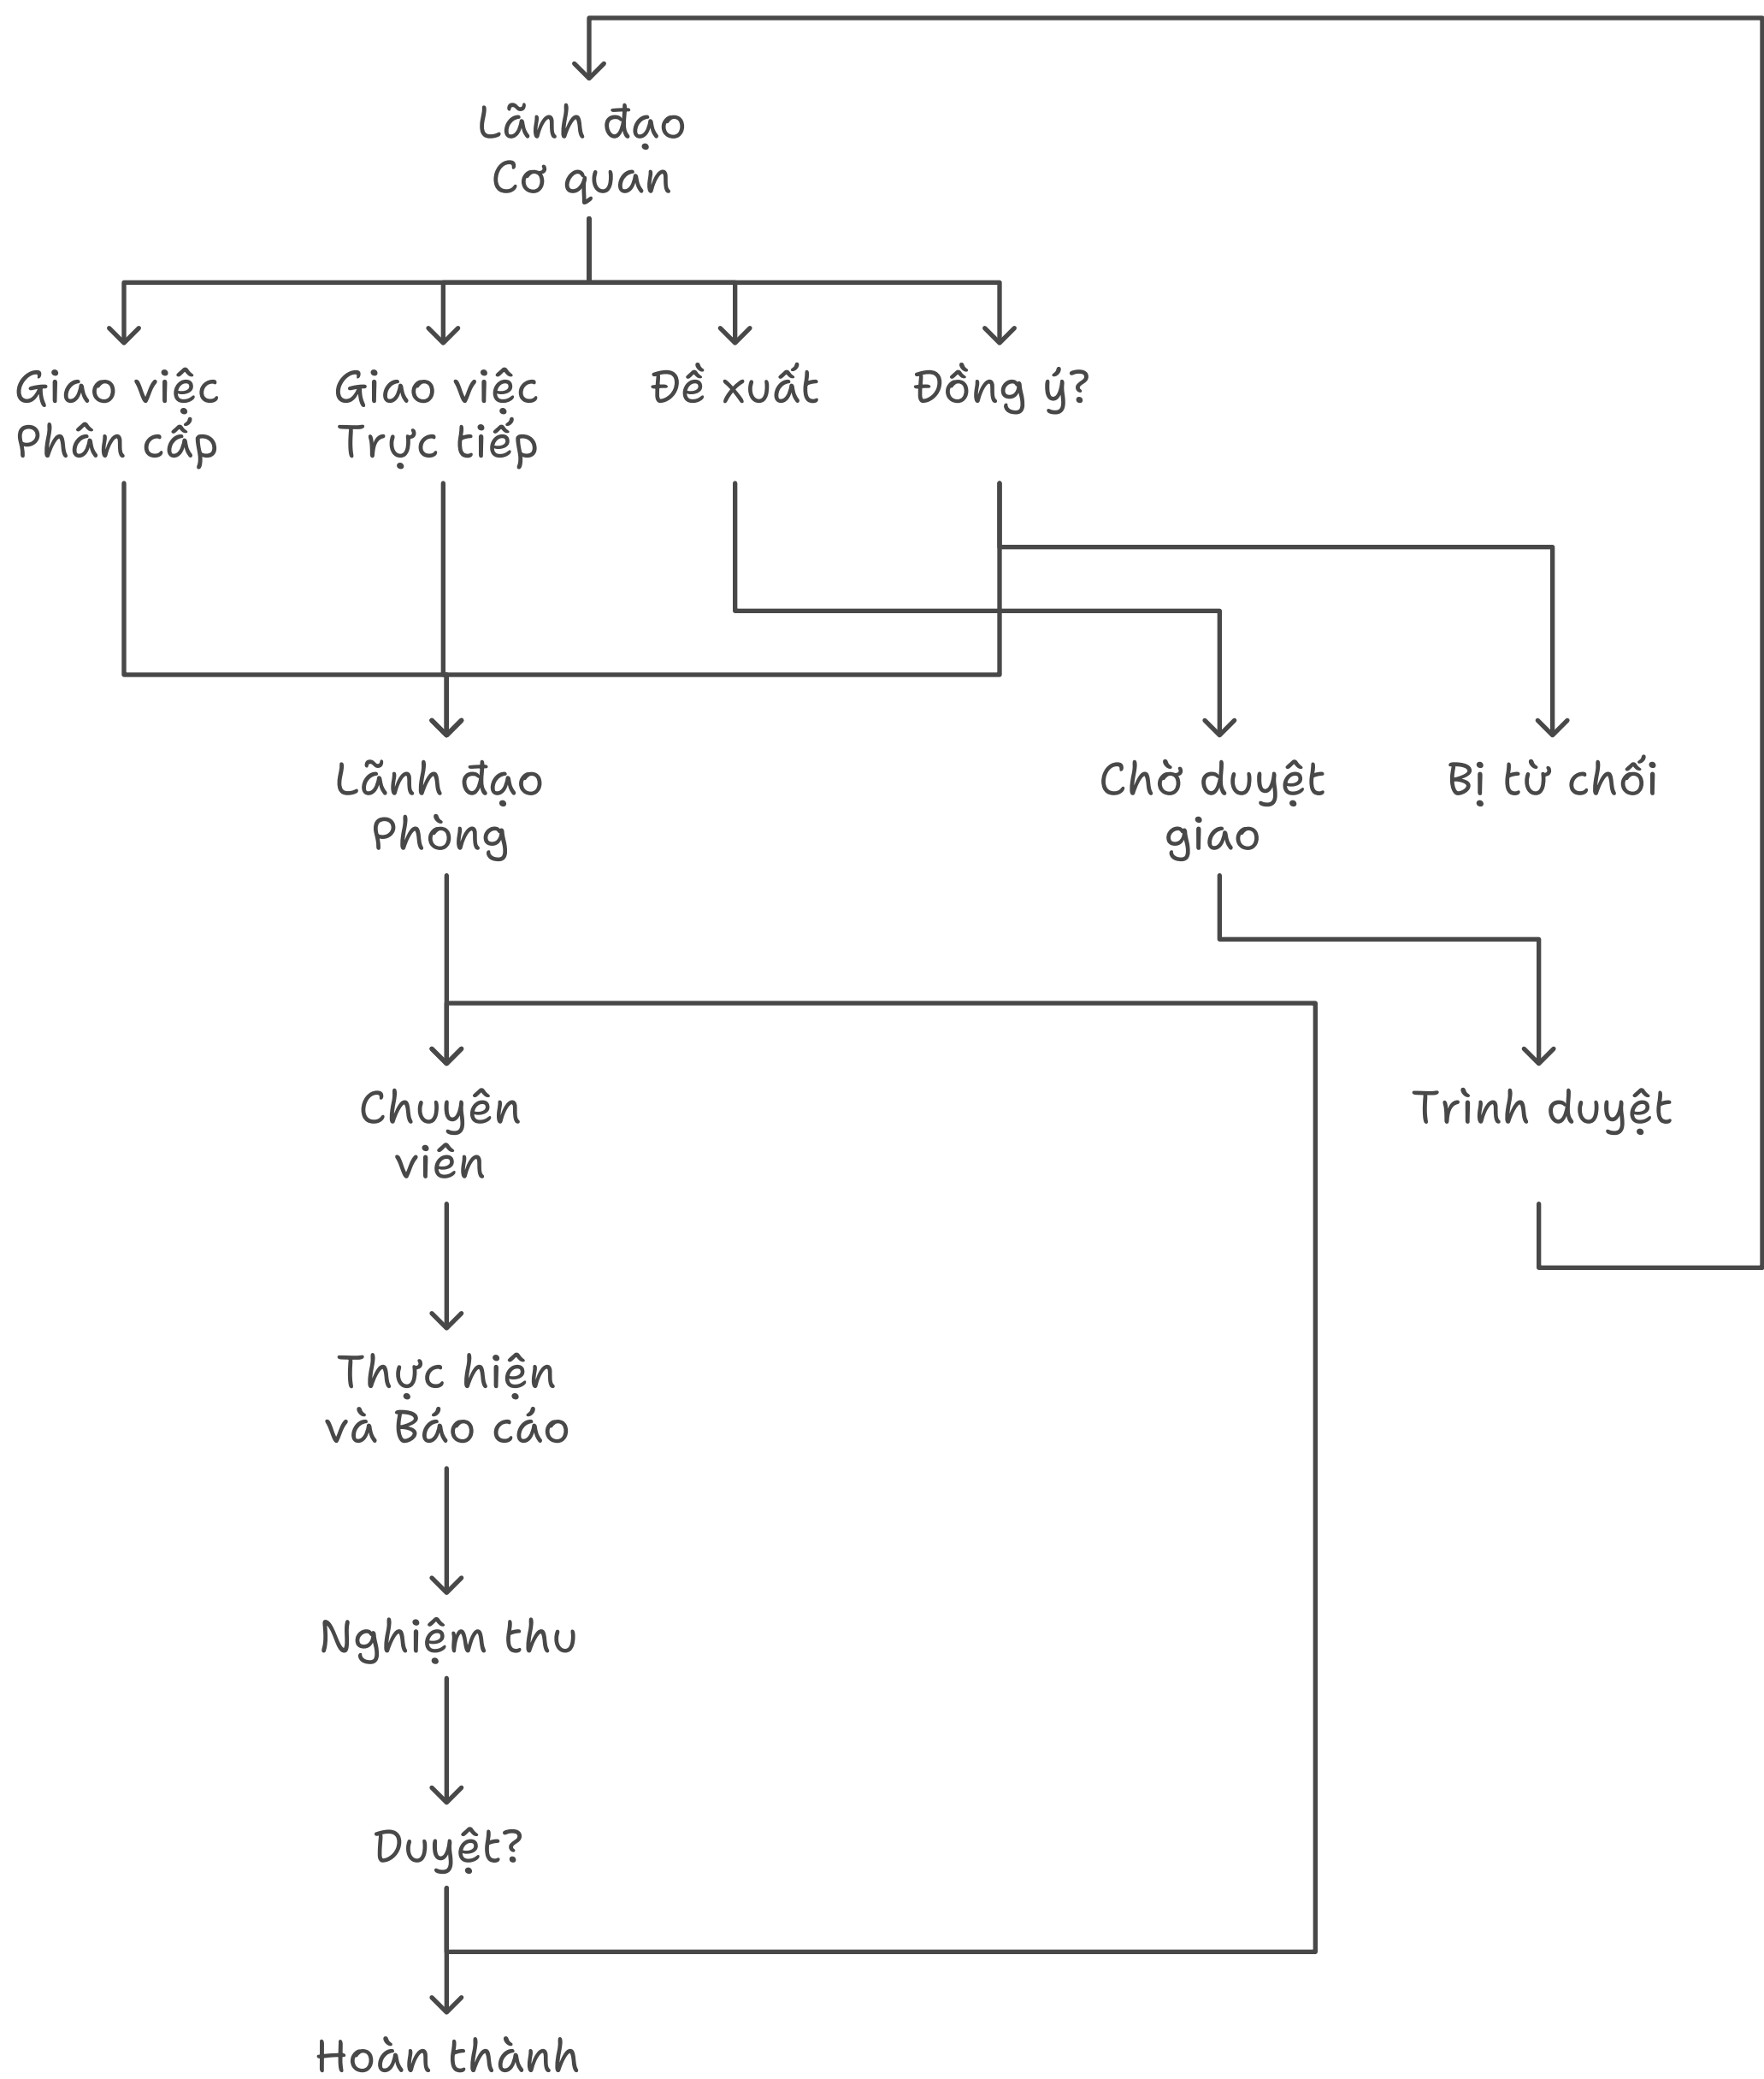 Lãnh đạo
Cơ quan
Giao việc
Phân cấp
Giao việc
Trực tiếp
Đề xuất
Đồng ý?
Lãnh đạo
Phòng
Chờ duyệt
giao
Bị từ chối
Chuyên
viên
Trình duyệt
Thực hiện
và Báo cáo
Nghiệm thu
Duyệt?
Hoàn thành